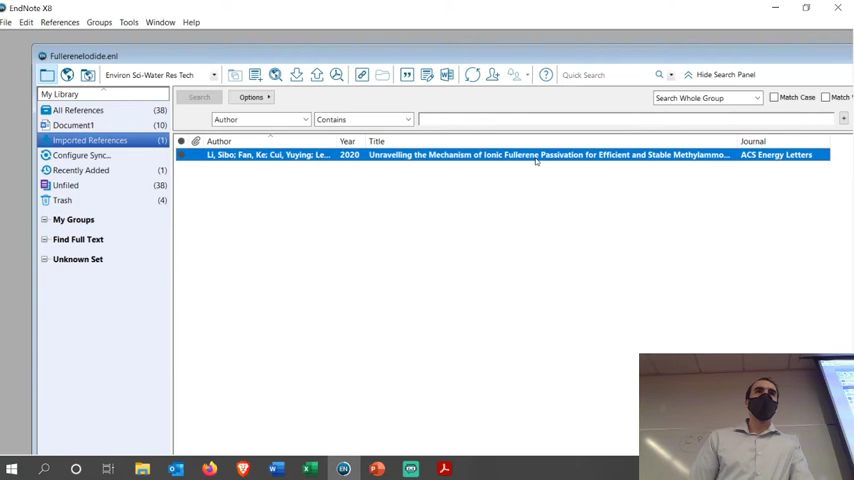 EndNote X8
File Edit References Groups Tools Window Help
FullereneIodide.enl
Environ Sci-Water Res Tech
Quick Search
Hide Search Panel
My Library
Search
Options
Search Whole Group
Match Case
Match
All References (38)
Document1 (10)
Imported References (1)
Configure Sync...
Recently Added (1)
Unfiled (38)
Trash (4)
My Groups
Find Full Text
Unknown Set
Author
Contains
Author Year Title Journal
Li, Sibo; Fan, Ke; Cui, Yuying; Le... 2020 Unravelling the Mechanism of Ionic Fullerene Passivation for Efficient and Stable Methylammo... ACS Energy Letters
EN